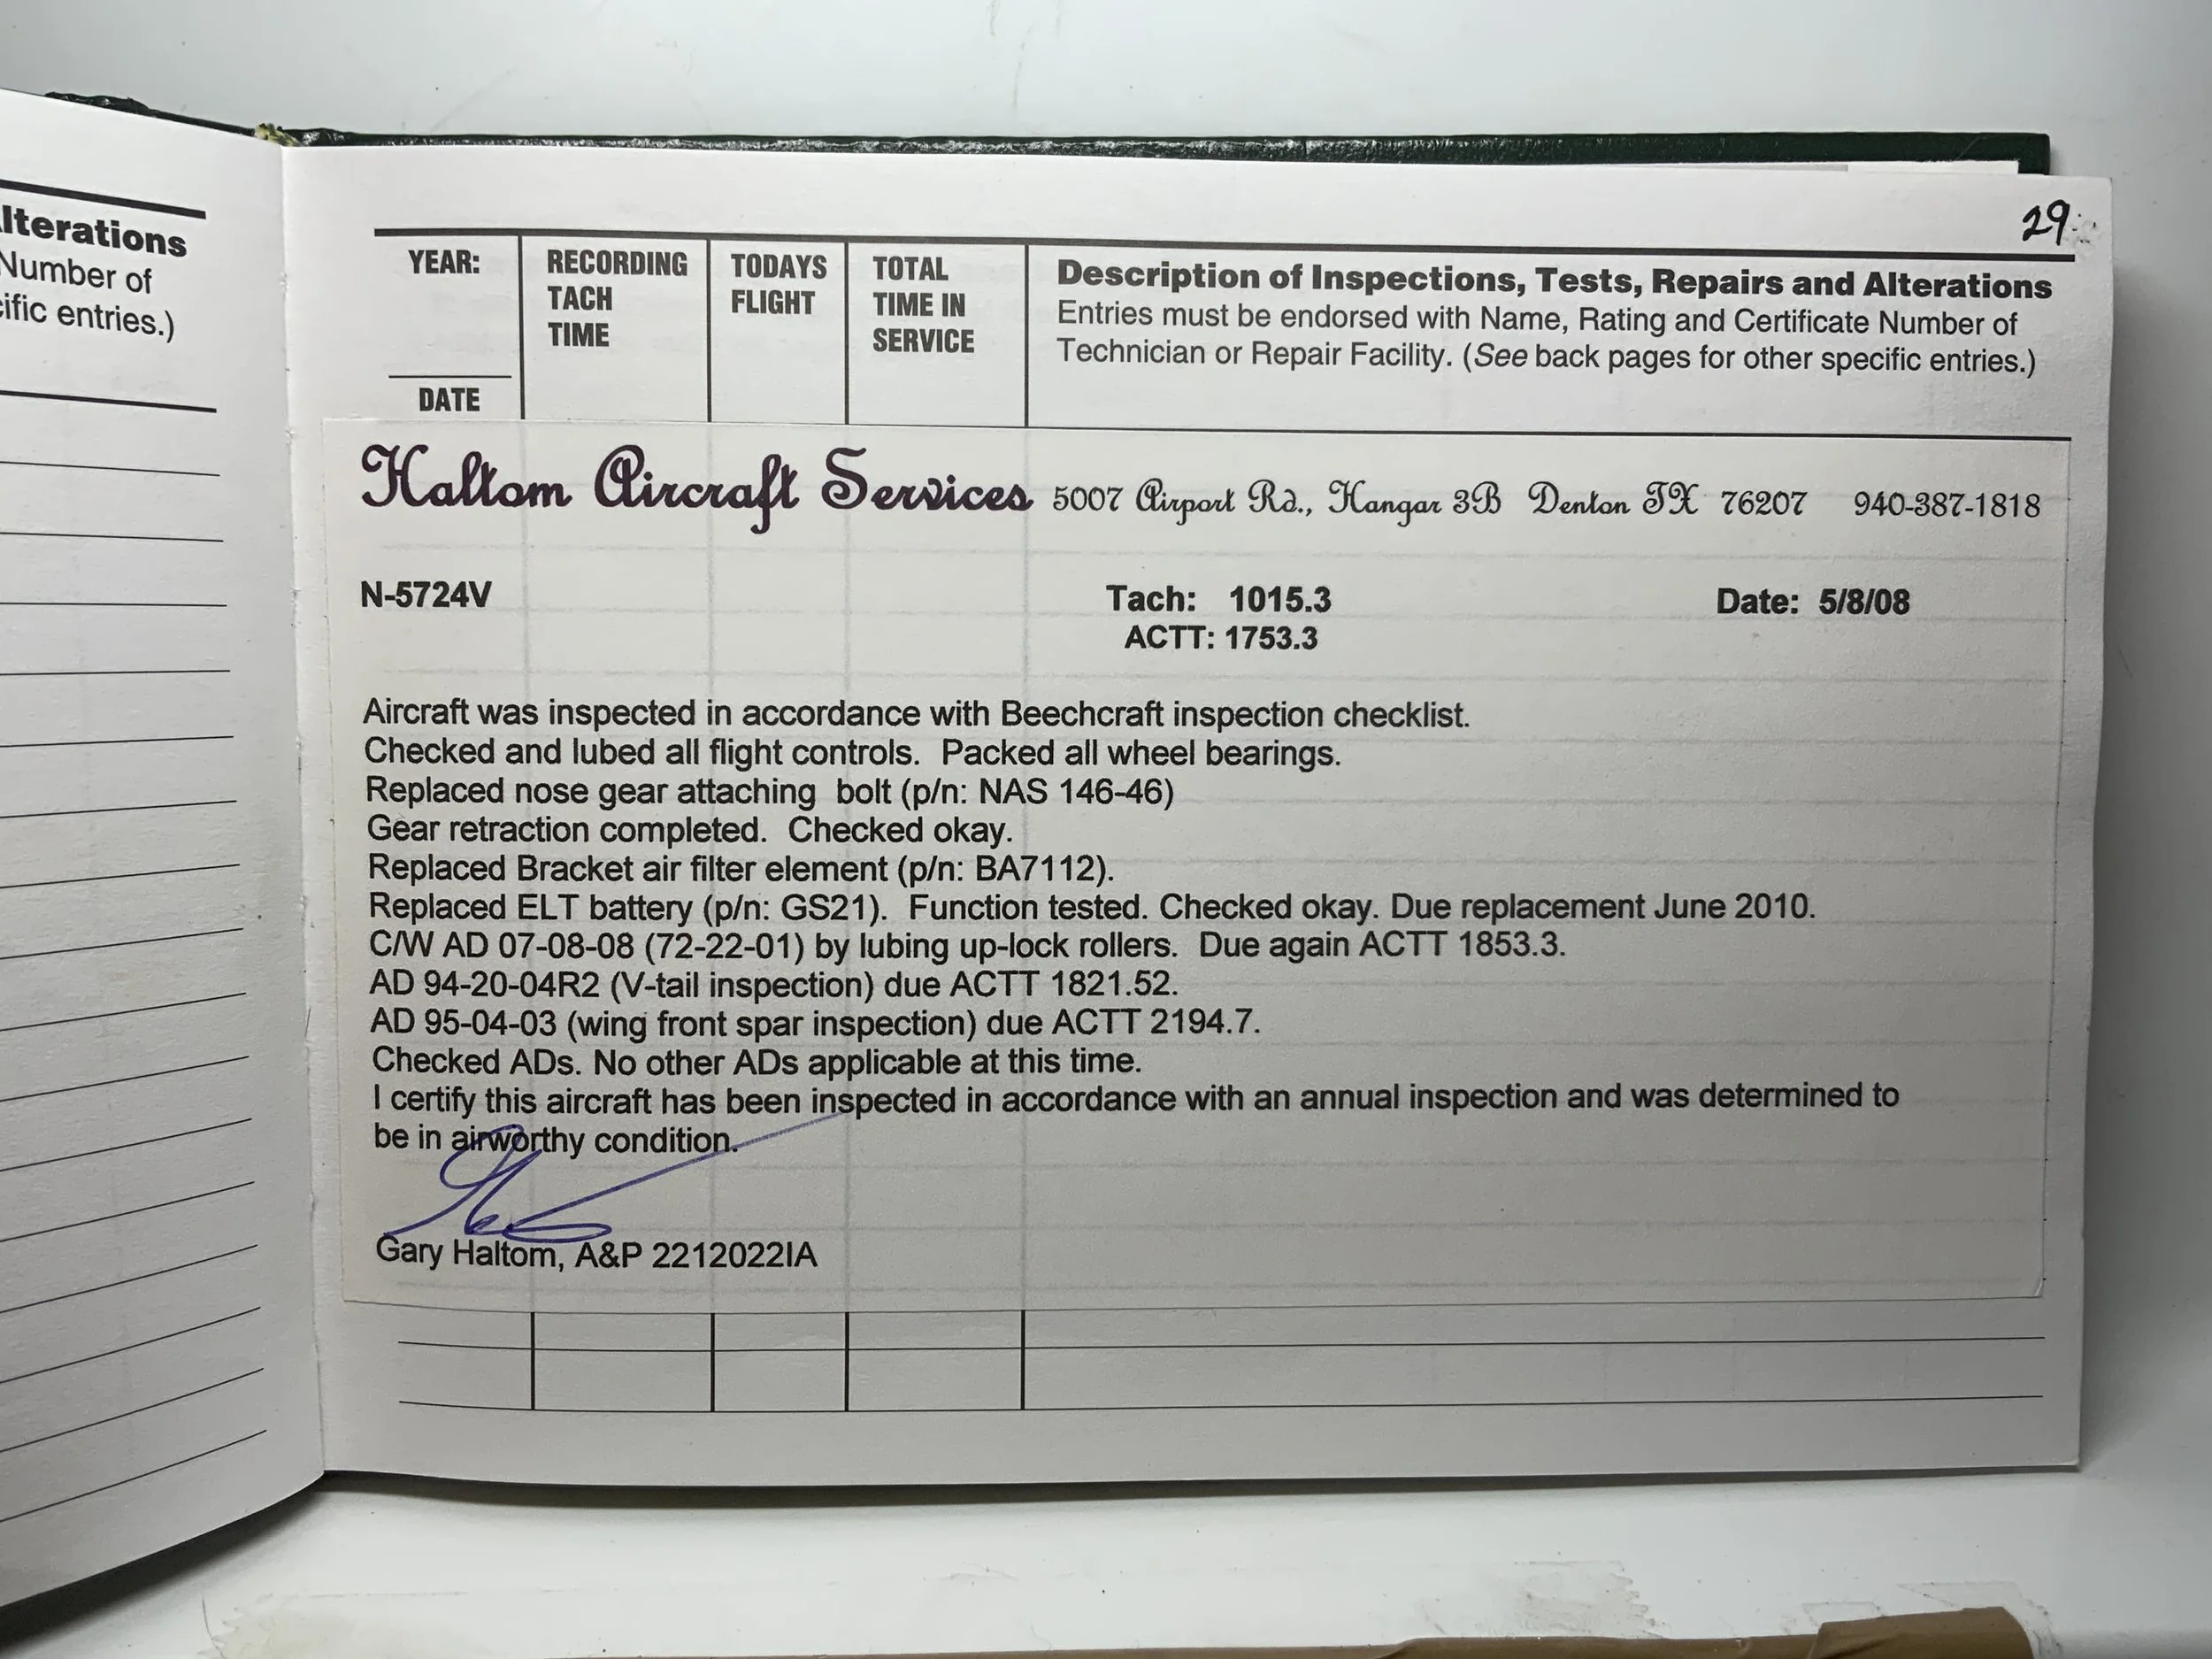 lterations
Number of
ific entries.)
29
YEAR:
DATE
RECORDING
TACH
TIME
TODAYS
FLIGHT
TOTAL
TIME IN
SERVICE
Description of Inspections, Tests, Repairs and Alterations
Entries must be endorsed with Name, Rating and Certificate Number of
Technician or Repair Facility. (See back pages for other specific entries.)
Haltom Aircraft Services 5007 Airport Rd., Hangar 3B Denton TX 76207 940-387-1818
N-5724V Tach: 1015.3 Date: 5/8/08
ACTT: 1753.3
Aircraft was inspected in accordance with Beechcraft inspection checklist.
Checked and lubed all flight controls. Packed all wheel bearings.
Replaced nose gear attaching bolt (p/n: NAS 146-46)
Gear retraction completed. Checked okay.
Replaced Bracket air filter element (p/n: BA7112).
Replaced ELT battery (p/n: GS21). Function tested. Checked okay. Due replacement June 2010.
C/W AD 07-08-08 (72-22-01) by lubing up-lock rollers. Due again ACTT 1853.3.
AD 94-20-04R2 (V-tail inspection) due ACTT 1821.52.
AD 95-04-03 (wing front spar inspection) due ACTT 2194.7.
Checked ADs. No other ADs applicable at this time.
I certify this aircraft has been inspected in accordance with an annual inspection and was determined to
be in airworthy condition.
Gary Haltom, A&P 2212022IA